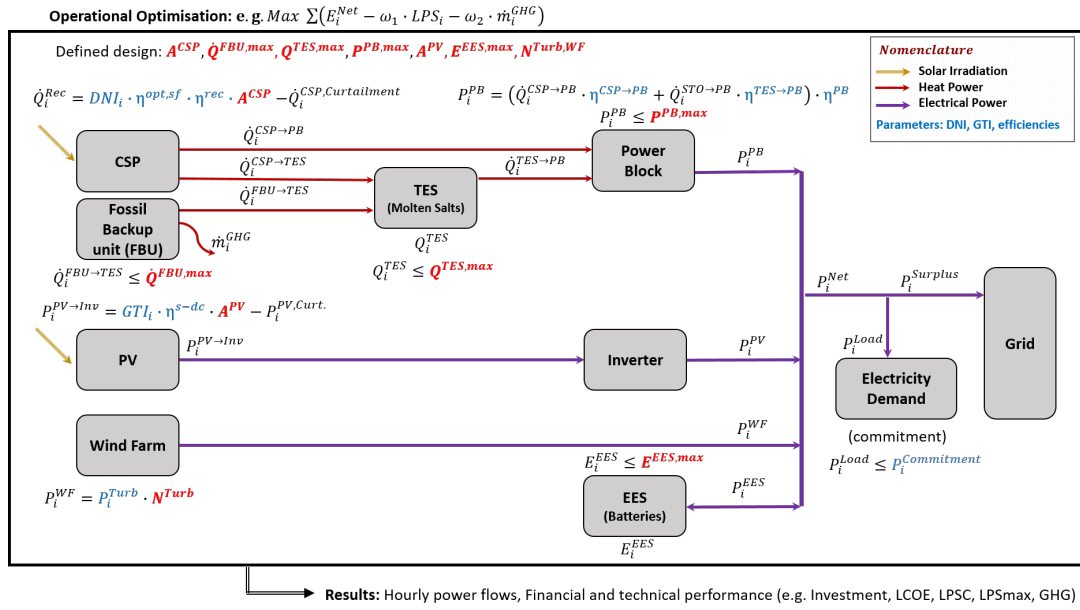 Operational Optimisation: e.g. Max ∑(E_i^Net − ω_1 · LPS_i − ω_2 · ṁ_i^GHG)
Defined design: A^CSP, Q̇^FBU,max, Q^TES,max, P^PB,max, A^PV, E^EES,max, N^Turb,WF
Nomenclature
Solar Irradiation
Heat Power
Electrical Power
Parameters: DNI, GTI, efficiencies
Q̇_i^Rec = DNI_i · η^opt,sf · η^rec · A^CSP − Q̇_i^CSP,Curtailment
P_i^PB = (Q̇_i^CSP→PB · η^CSP→PB + Q̇_i^STO→PB · η^TES→PB) · η^PB
P_i^PB ≤ P^PB,max
Q̇_i^CSP→PB
CSP
Q̇_i^CSP→TES
Q̇_i^FBU→TES
TES
(Molten Salts)
Q̇_i^TES→PB
Power
Block
P_i^PB
Fossil
Backup
unit (FBU)
ṁ_i^GHG
Q_i^TES
Q_i^TES ≤ Q^TES,max
Q̇_i^FBU→TES ≤ Q̇^FBU,max
P_i^PV→Inv = GTI_i · η^s−dc · A^PV − P_i^PV,Curt.
P_i^Net
P_i^Surplus
PV
P_i^PV→Inv
Inverter
P_i^PV
P_i^Load
Grid
Electricity
Demand
(commitment)
P_i^Load ≤ P_i^Commitment
Wind Farm
P_i^WF
P_i^WF = P_i^Turb · N^Turb
E_i^EES ≤ E^EES,max
EES
(Batteries)
P_i^EES
E_i^EES
Results: Hourly power flows, Financial and technical performance (e.g. Investment, LCOE, LPSC, LPSmax, GHG)